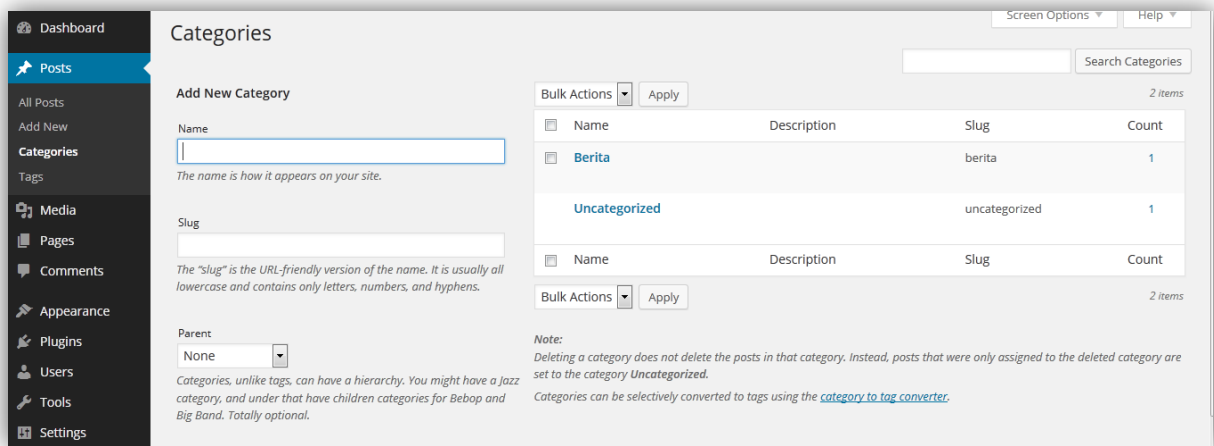 Dashboard
Posts
All Posts
Add New
Categories
Tags
Media
Pages
Comments
Appearance
Plugins
Users
Tools
Settings
Screen Options
Help
Categories
Search Categories
Add New Category
Name
The name is how it appears on your site.
Slug
The “slug” is the URL-friendly version of the name. It is usually all
lowercase and contains only letters, numbers, and hyphens.
Parent
None
Categories, unlike tags, can have a hierarchy. You might have a Jazz
category, and under that have children categories for Bebop and
Big Band. Totally optional.
Bulk Actions Apply 2 items
Name Description Slug Count
Berita berita 1
Uncategorized uncategorized 1
Name Description Slug Count
Bulk Actions Apply 2 items
Note:
Deleting a category does not delete the posts in that category. Instead, posts that were only assigned to the deleted category are
set to the category Uncategorized.
Categories can be selectively converted to tags using the category to tag converter.